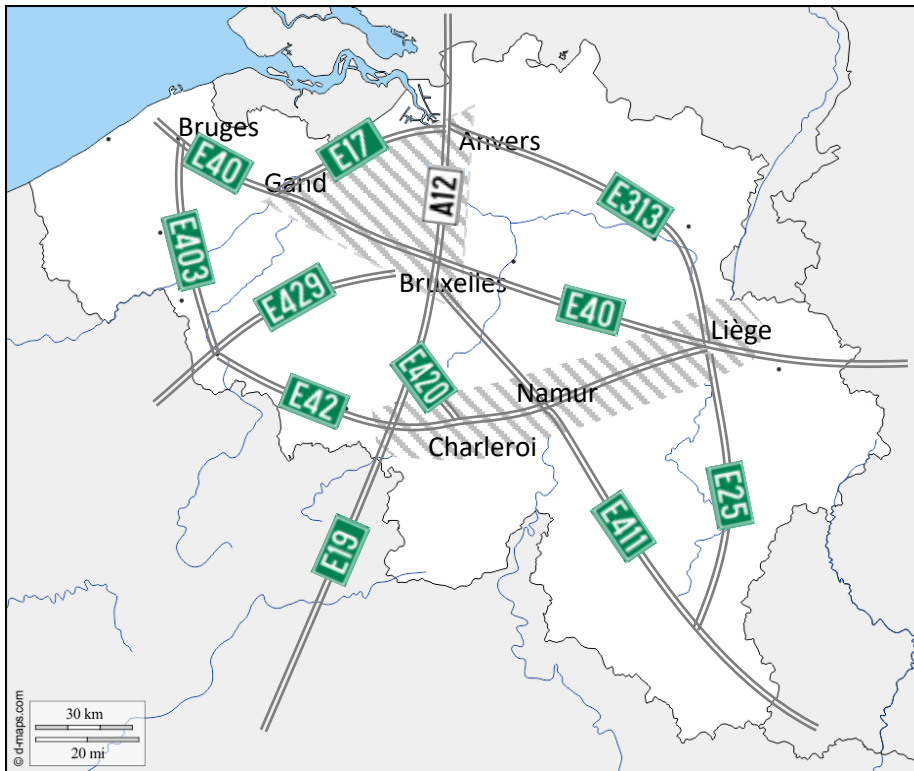 Bruges
E40
E17
Anvers
Gand
A12
E313
E403
Bruxelles
E429
E40
Liège
E420
Namur
E42
Charleroi
E25
E411
E19
30 km
20 mi
© d-maps.com